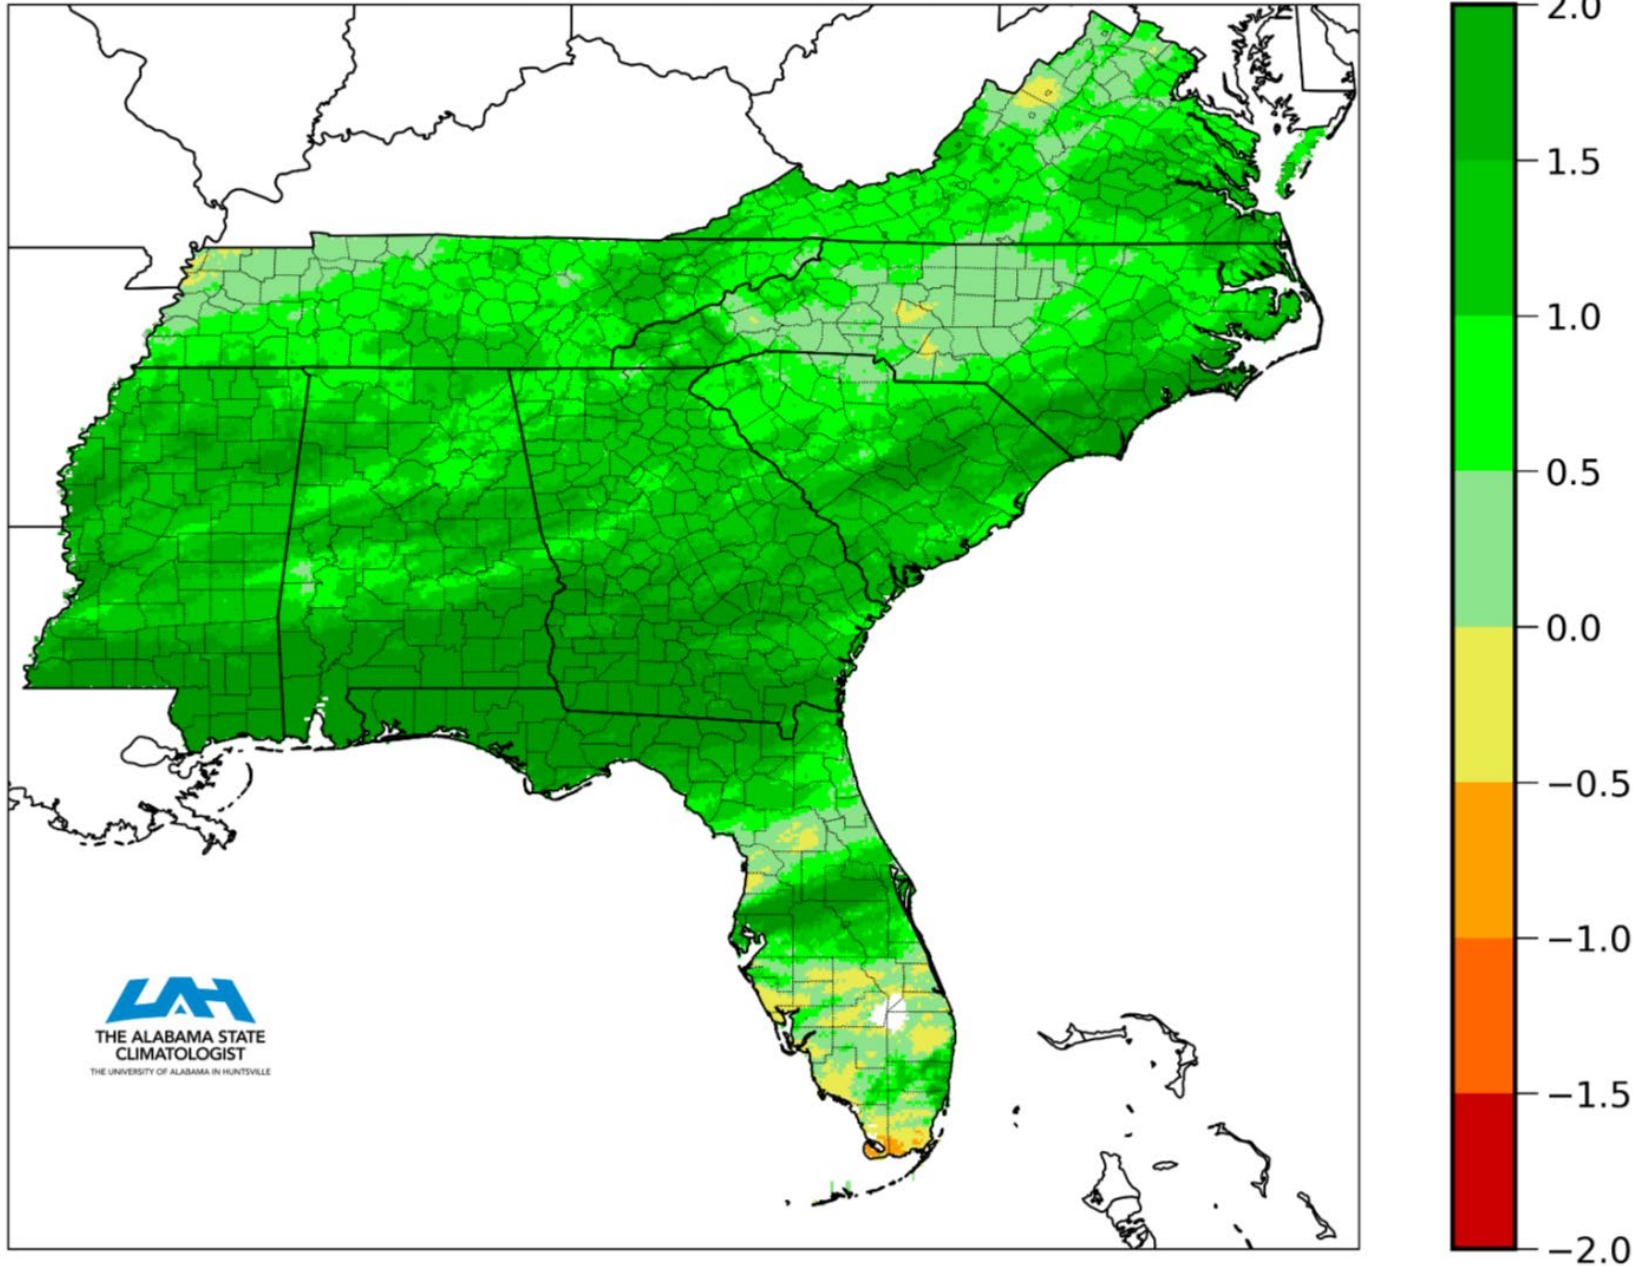 2.0
1.5
1.0
0.5
0.0
−0.5
−1.0
−1.5
−2.0
UAH
THE ALABAMA STATE
CLIMATOLOGIST
THE UNIVERSITY OF ALABAMA IN HUNTSVILLE